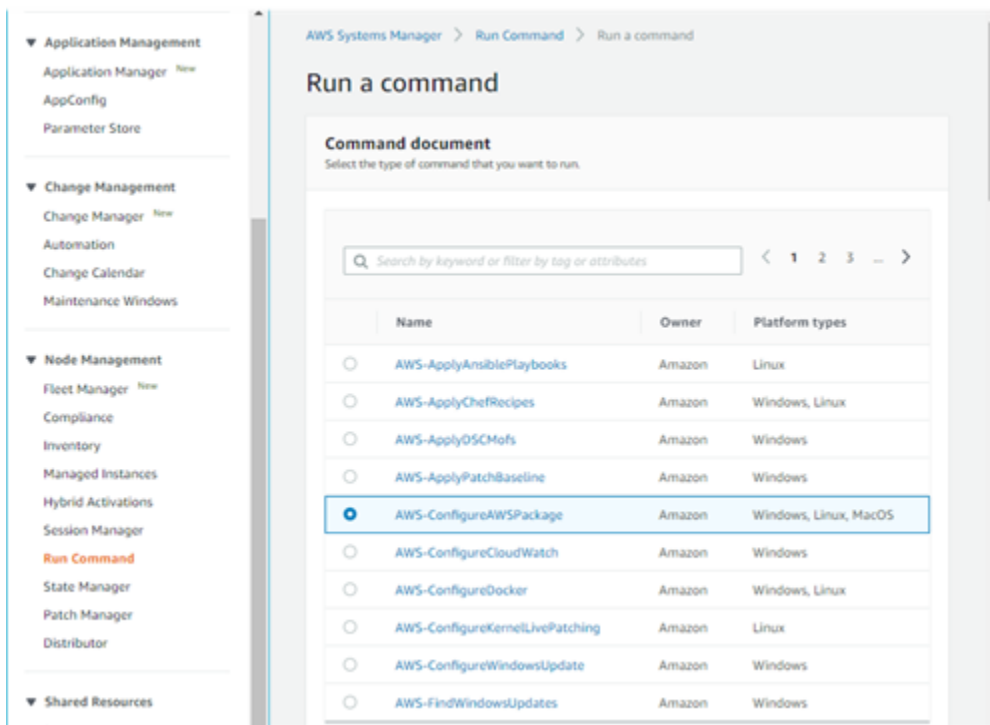 Application Management
Application Manager New
AppConfig
Parameter Store
Change Management
Change Manager New
Automation
Change Calendar
Maintenance Windows
Node Management
Fleet Manager New
Compliance
Inventory
Managed Instances
Hybrid Activations
Session Manager
Run Command
State Manager
Patch Manager
Distributor
Shared Resources
AWS Systems Manager > Run Command > Run a command
Run a command
Command document
Select the type of command that you want to run.
Search by keyword or filter by tag or attributes
< 1 2 3 ... >
Name Owner Platform types
AWS-ApplyAnsiblePlaybooks Amazon Linux
AWS-ApplyChefRecipes Amazon Windows, Linux
AWS-ApplyDSCMofs Amazon Windows
AWS-ApplyPatchBaseline Amazon Windows
AWS-ConfigureAWSPackage Amazon Windows, Linux, MacOS
AWS-ConfigureCloudWatch Amazon Windows
AWS-ConfigureDocker Amazon Windows, Linux
AWS-ConfigureKernelLivePatching Amazon Linux
AWS-ConfigureWindowsUpdate Amazon Windows
AWS-FindWindowsUpdates Amazon Windows